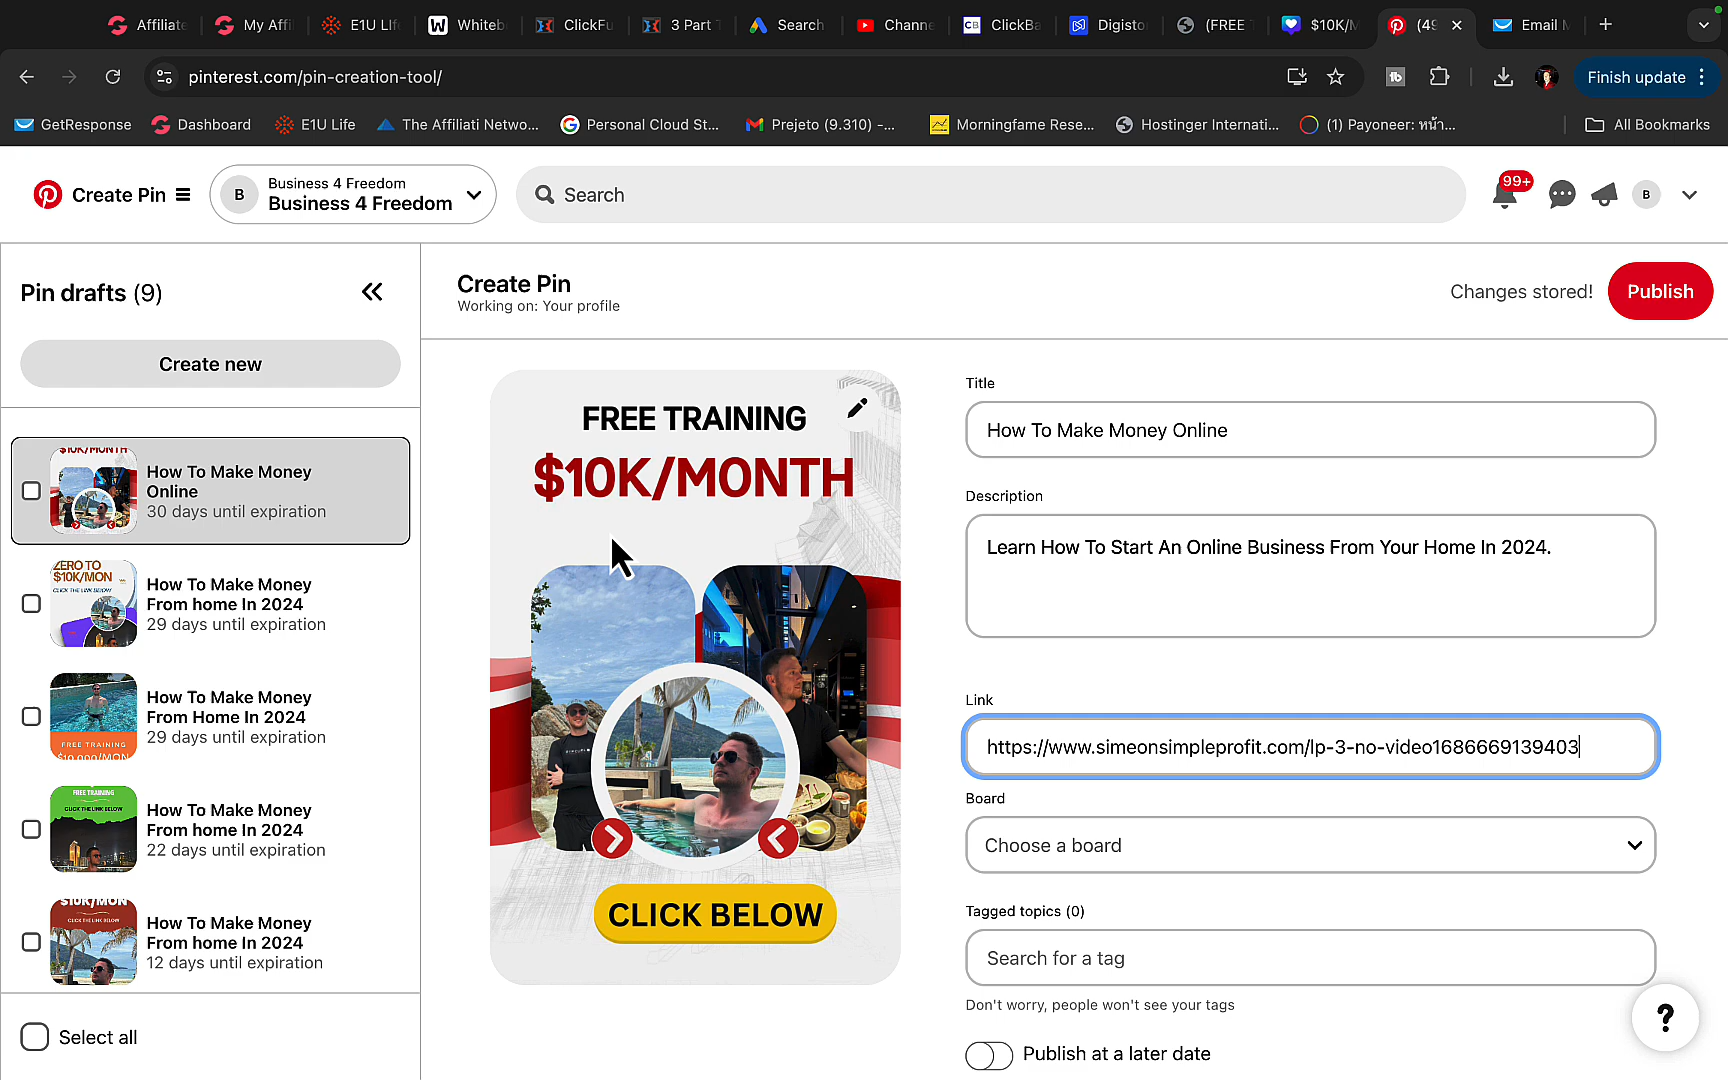 Affiliate
My Affi
E1U LIfe
Whitebo
ClickFu
3 Part T
Search
Channe
ClickBa
Digisto
(FREE T
$10K/M
(49
Email M
pinterest.com/pin-creation-tool/
Finish update
GetResponse
Dashboard
E1U Life
The Affiliati Netwo...
Personal Cloud St...
Prejeto (9.310) -...
Morningfame Rese...
Hostinger Internati...
(1) Payoneer: หน้า...
All Bookmarks
Create Pin
B
Business 4 Freedom
Business 4 Freedom
Search
99+
B
Pin drafts (9)
Create new
How To Make Money
Online
30 days until expiration
How To Make Money
From home In 2024
29 days until expiration
How To Make Money
From Home In 2024
29 days until expiration
How To Make Money
From home In 2024
22 days until expiration
How To Make Money
From home In 2024
12 days until expiration
Select all
Create Pin
Working on: Your profile
Changes stored!
Publish
FREE TRAINING
$10K/MONTH
CLICK BELOW
Title
How To Make Money Online
Description
Learn How To Start An Online Business From Your Home In 2024.
Link
https://www.simeonsimpleprofit.com/lp-3-no-video1686669139403
Board
Choose a board
Tagged topics (0)
Search for a tag
Don't worry, people won't see your tags
Publish at a later date
?